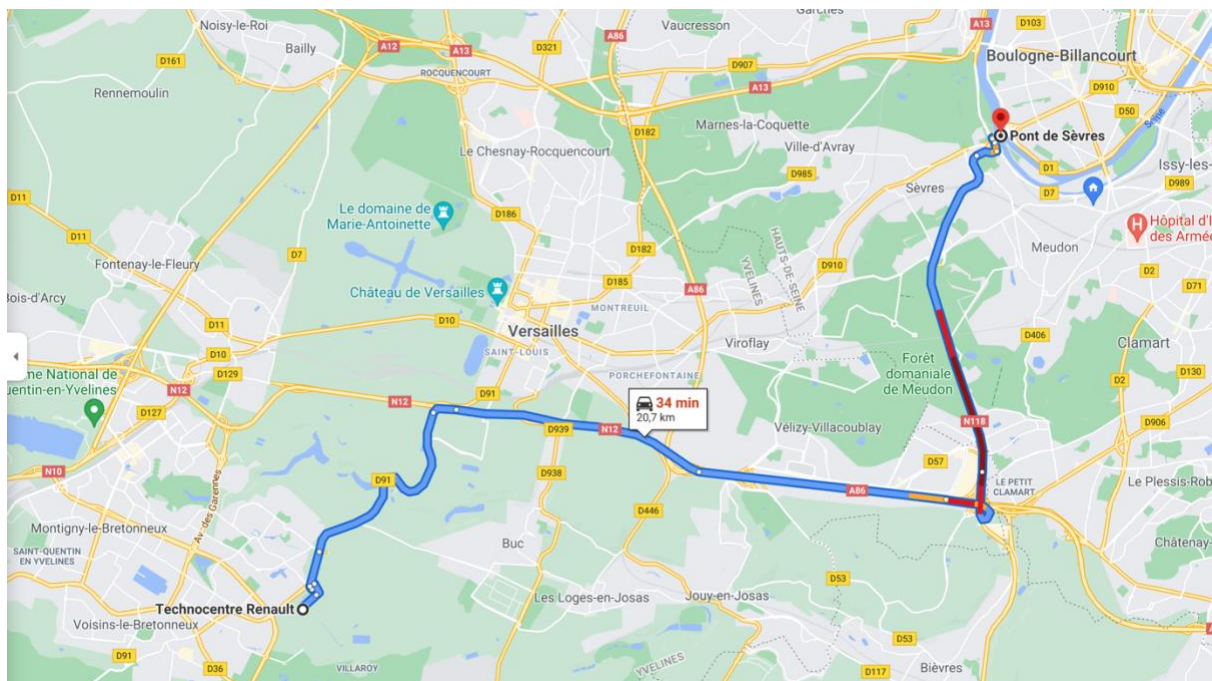 Noisy-le-Roi
Bailly
D161
Rennemoulin
A12
A13
D321
ROCQUENCOURT
Vaucresson
A86
D907
A13
Garches
A13
D103
Boulogne-Billancourt
D910
D50
Seine
Marnes-la-Coquette
Pont de Sèvres
D182
Ville-d'Avray
Le Chesnay-Rocquencourt
D1
Issy-les-
D985
Sèvres
D7
D989
D11
Le domaine de
Marie-Antoinette
D186
Hôpital d'I
des Armée
D11
D7
D182
HAUTS-DE-SEINE
YVELINES
Meudon
Fontenay-le-Fleury
D910
D2
D185
D71
Bois-d'Arcy
Château de Versailles
A86
MONTREUIL
D11
D10
Versailles
D406
Viroflay
Clamart
D10
SAINT-LOUIS
Forêt
domaniale
de Meudon
D129
me National de
uentin-en-Yvelines
PORCHEFONTAINE
D2
D130
N12
D91
N12
34 min
20,7 km
D127
D939
N12
Vélizy-Villacoublay
N118
D906
D57
N10
D938
LE PETIT
CLAMART
D91
A86
Le Plessis-Rob
Av. des Garennes
D446
Montigny-le-Bretonneux
Buc
Châtenay-
SAINT-QUENTIN
EN YVELINES
D53
Technocentre Renault
Les Loges-en-Josas
Jouy-en-Josas
Voisins-le-Bretonneux
A
D53
D91
D36
VILLAROY
YVELINES
D117
Bièvres